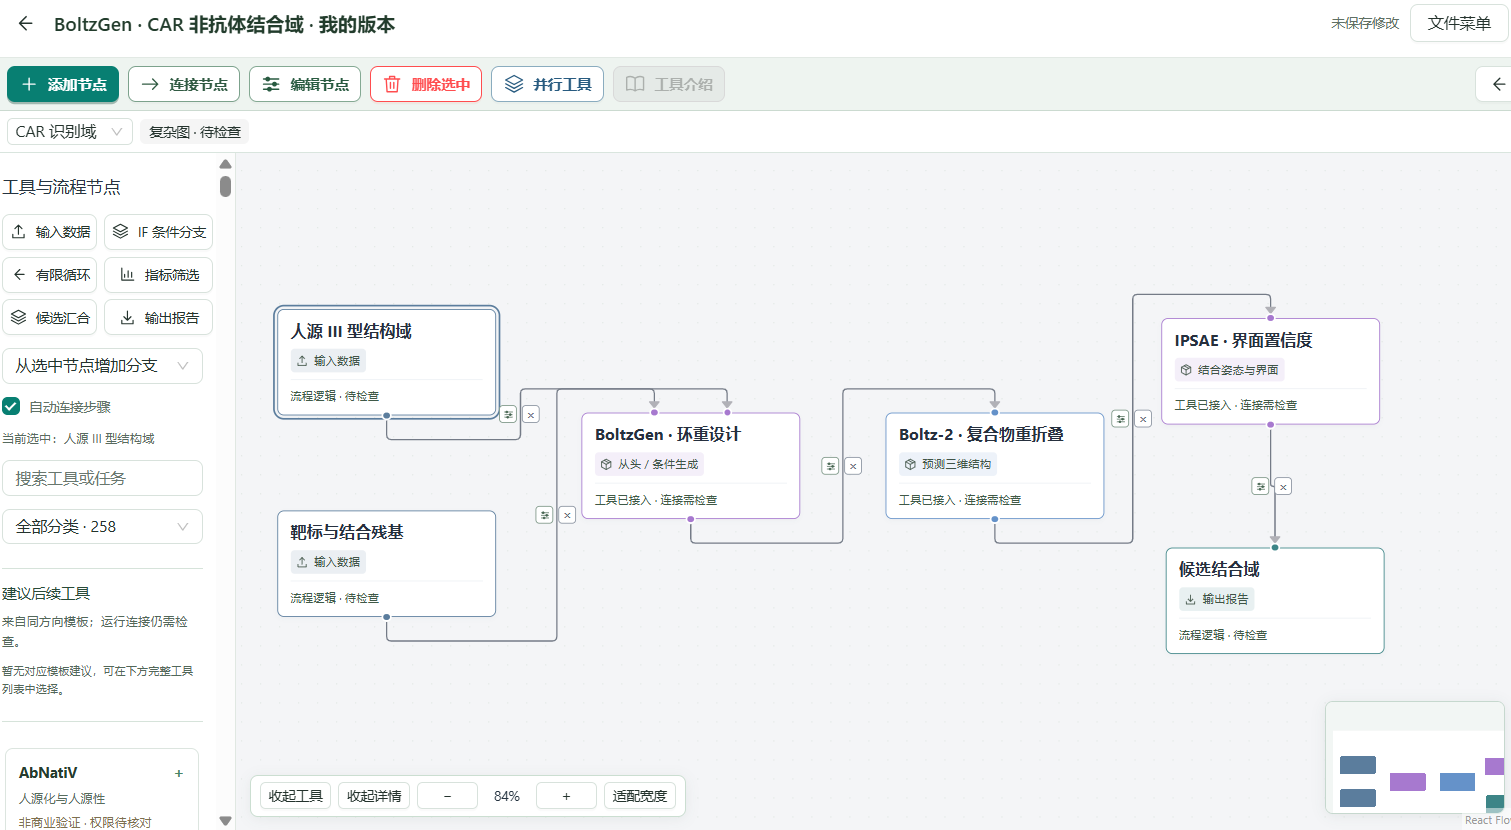 BoltzGen · CAR 非抗体结合域 · 我的版本
未保存修改
文件菜单
添加节点
连接节点
编辑节点
删除选中
并行工具
工具介绍
CAR 识别域
复杂图 · 待检查
工具与流程节点
输入数据
IF 条件分支
有限循环
指标筛选
候选汇合
输出报告
从选中节点增加分支
自动连接步骤
当前选中：人源 III 型结构域
搜索工具或任务
全部分类 · 258
建议后续工具
来自同方向模板；运行连接仍需检
查。
暂无对应模板建议，可在下方完整工具
列表中选择。
AbNatiV
+
人源化与人源性
非商业验证 · 权限待核对
人源 III 型结构域
输入数据
流程逻辑 · 待检查
靶标与结合残基
输入数据
流程逻辑 · 待检查
BoltzGen · 环重设计
从头 / 条件生成
工具已接入 · 连接需检查
Boltz-2 · 复合物重折叠
预测三维结构
工具已接入 · 连接需检查
IPSAE · 界面置信度
结合姿态与界面
工具已接入 · 连接需检查
候选结合域
输出报告
流程逻辑 · 待检查
收起工具
收起详情
−
84%
+
适配宽度
React Flo